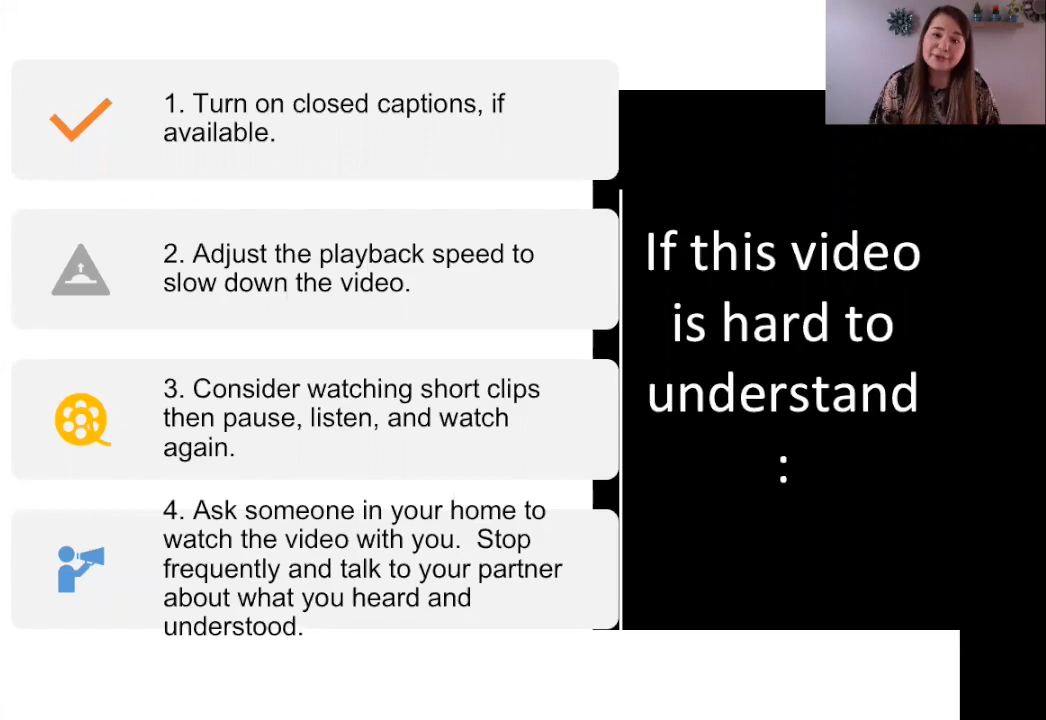 1. Turn on closed captions, if
available.
2. Adjust the playback speed to
slow down the video.
3. Consider watching short clips
then pause, listen, and watch
again.
4. Ask someone in your home to
watch the video with you.  Stop
frequently and talk to your partner
about what you heard and
understood.
If this video
is hard to
understand
: